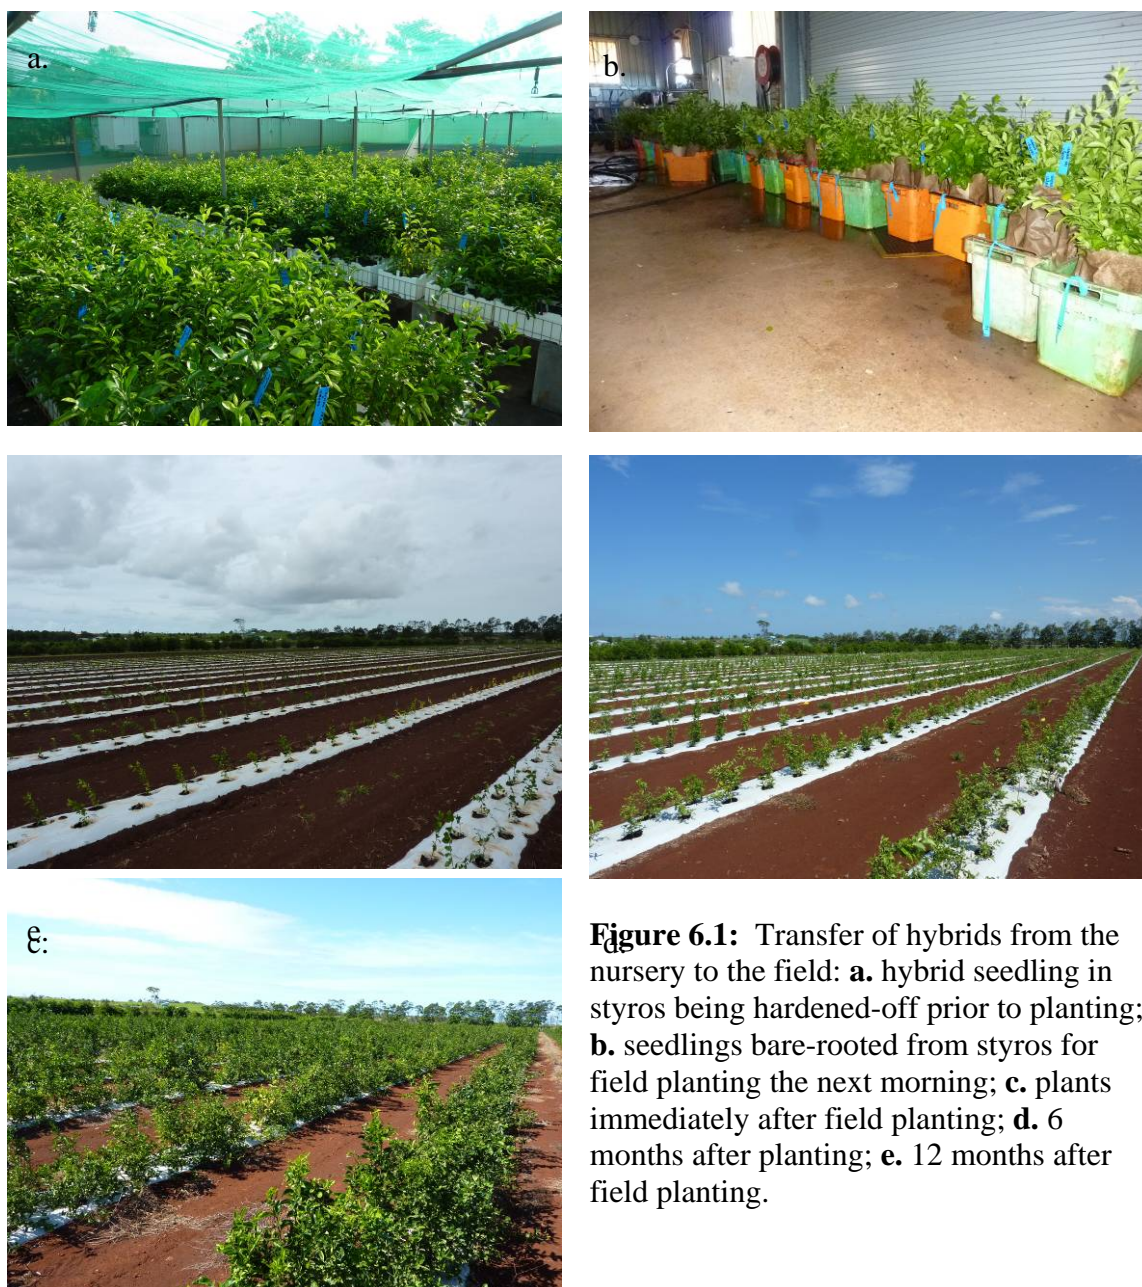 a.
b.
e.
c.
d.
Figure 6.1: Transfer of hybrids from the
nursery to the field: a. hybrid seedling in
styros being hardened-off prior to planting;
b. seedlings bare-rooted from styros for
field planting the next morning; c. plants
immediately after field planting; d. 6
months after planting; e. 12 months after
field planting.